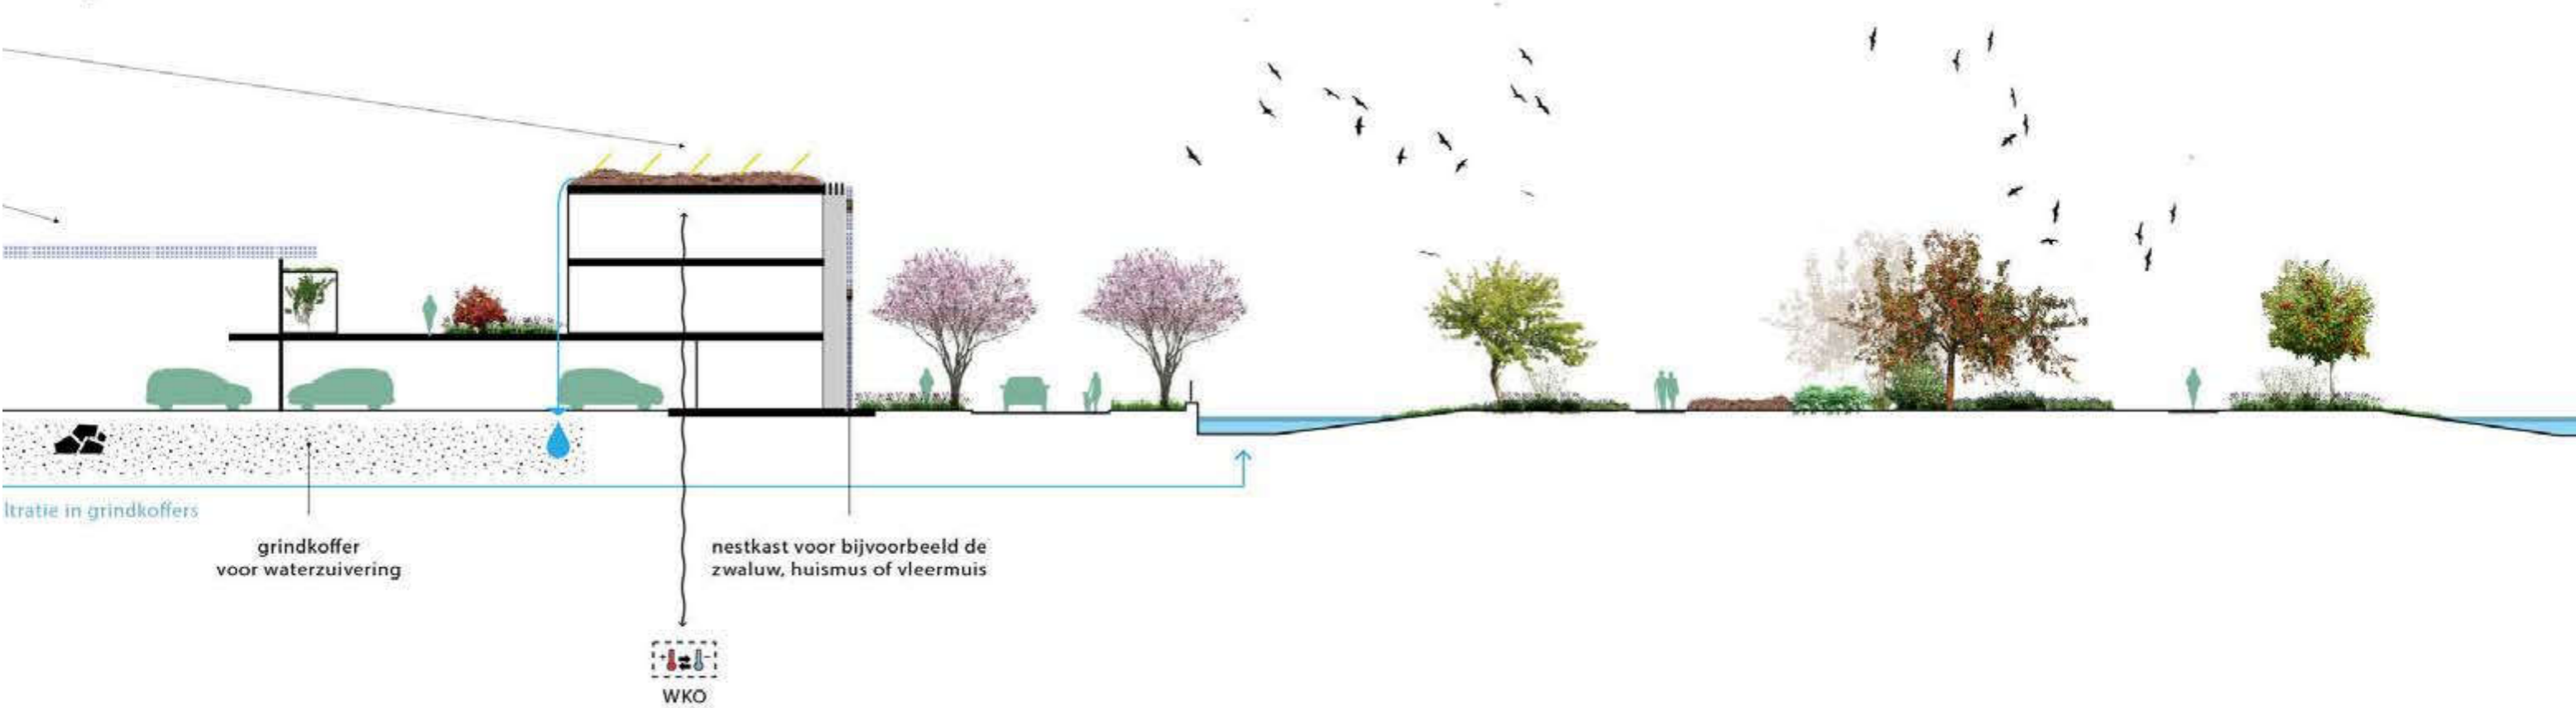 ltratie in grindkoffers
grindkoffer
voor waterzuivering
nestkast voor bijvoorbeeld de
zwaluw, huismus of vleermuis
WKO